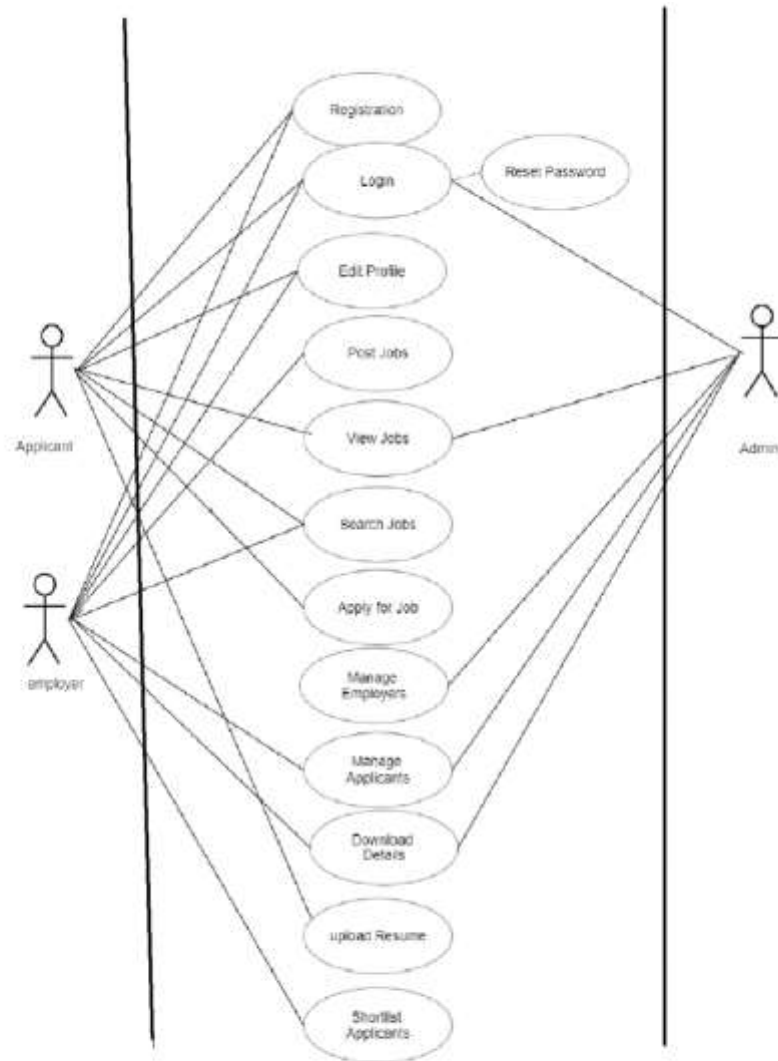 Registration
Login
Reset Password
Edit Profile
Post Jobs
View Jobs
Applicant
Admin
Search Jobs
Apply for Job
employer
Manage
Employers
Manage
Applicants
Download
Details
upload Resume
Shortlist
Applicants